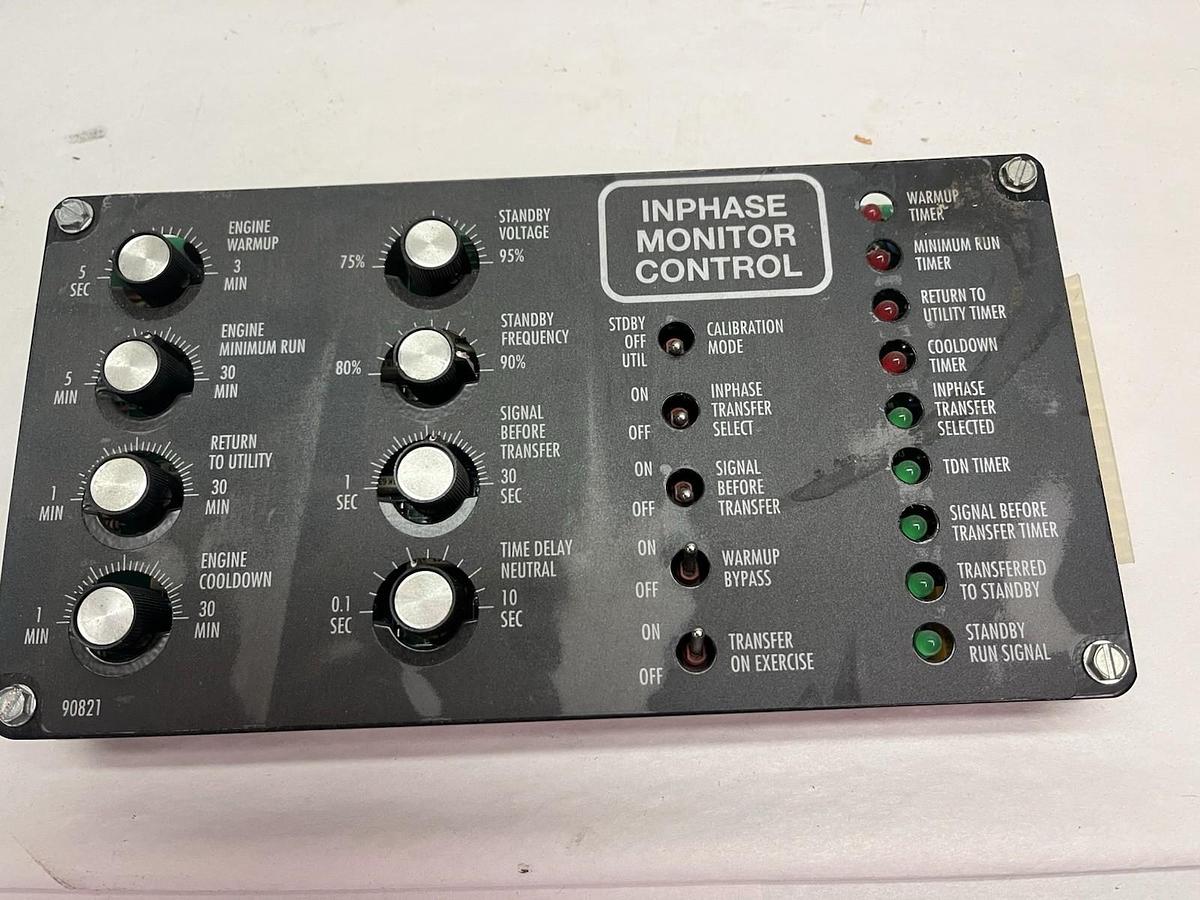 ENGINE
WARMUP
5
SEC
3
MIN
ENGINE
MINIMUM RUN
5
MIN
30
MIN
RETURN
TO UTILITY
1
MIN
30
MIN
ENGINE
COOLDOWN
1
MIN
30
MIN
90821
STANDBY
VOLTAGE
75%
95%
STANDBY
FREQUENCY
80%
90%
SIGNAL
BEFORE
TRANSFER
1
SEC
30
SEC
TIME DELAY
NEUTRAL
0.1
SEC
10
SEC
INPHASE
MONITOR
CONTROL
STDBY
OFF
UTIL
CALIBRATION
MODE
ON
OFF
INPHASE
TRANSFER
SELECT
ON
OFF
SIGNAL
BEFORE
TRANSFER
ON
OFF
WARMUP
BYPASS
ON
OFF
TRANSFER
ON EXERCISE
WARMUP
TIMER
MINIMUM RUN
TIMER
RETURN TO
UTILITY TIMER
COOLDOWN
TIMER
INPHASE
TRANSFER
SELECTED
TDN TIMER
SIGNAL BEFORE
TRANSFER TIMER
TRANSFERRED
TO STANDBY
STANDBY
RUN SIGNAL